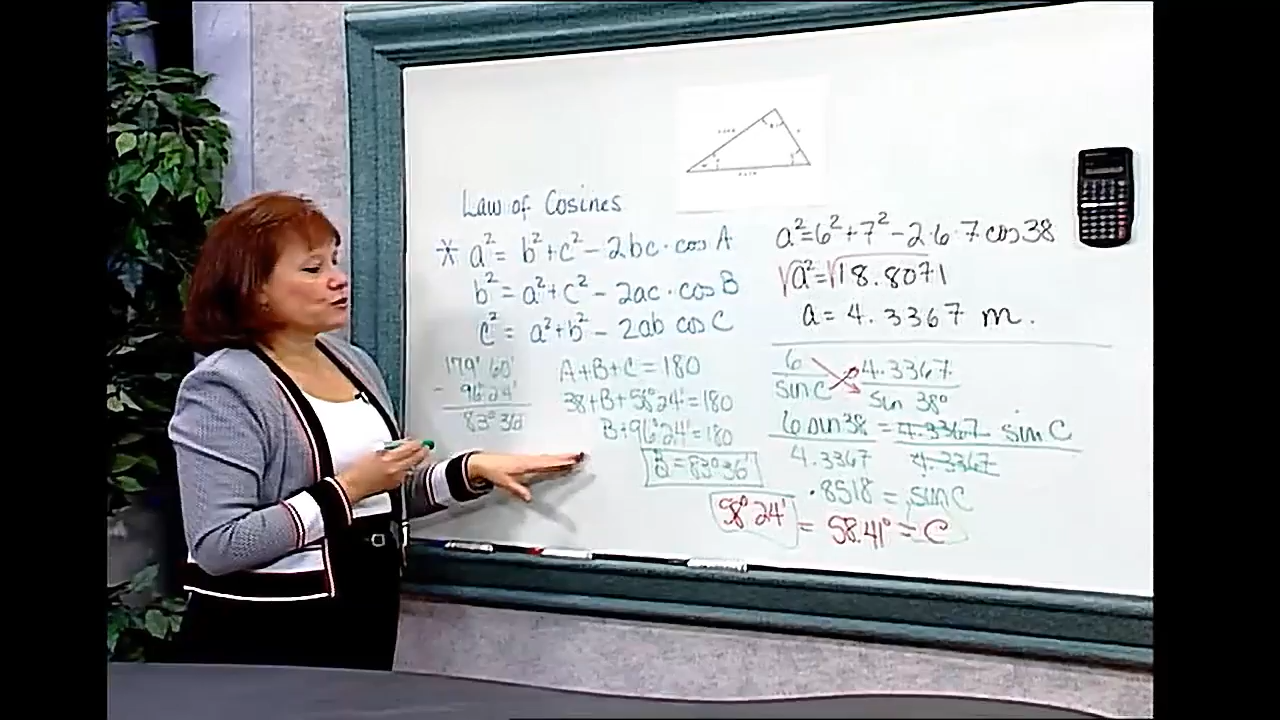 Law of Cosines
* a² = b² + c² - 2bc · cos A
b² = a² + c² - 2ac · cos B
c² = a² + b² - 2ab cos C
179° 60'
- 96° 24'
83° 36'
A + B + C = 180
38 + B + 58° 24' = 180
B + 96° 24' = 180
B = 83° 36'
a² = 6² + 7² - 2 · 6 · 7 cos 38
√a² = √18.8071
a = 4.3367 m.
6 4.3367
sin C sin 38°
6 sin 38 = 4.3367 sin C
4.3367 4.3367
.8518 = sin C
58° 24' = 58.41° = C